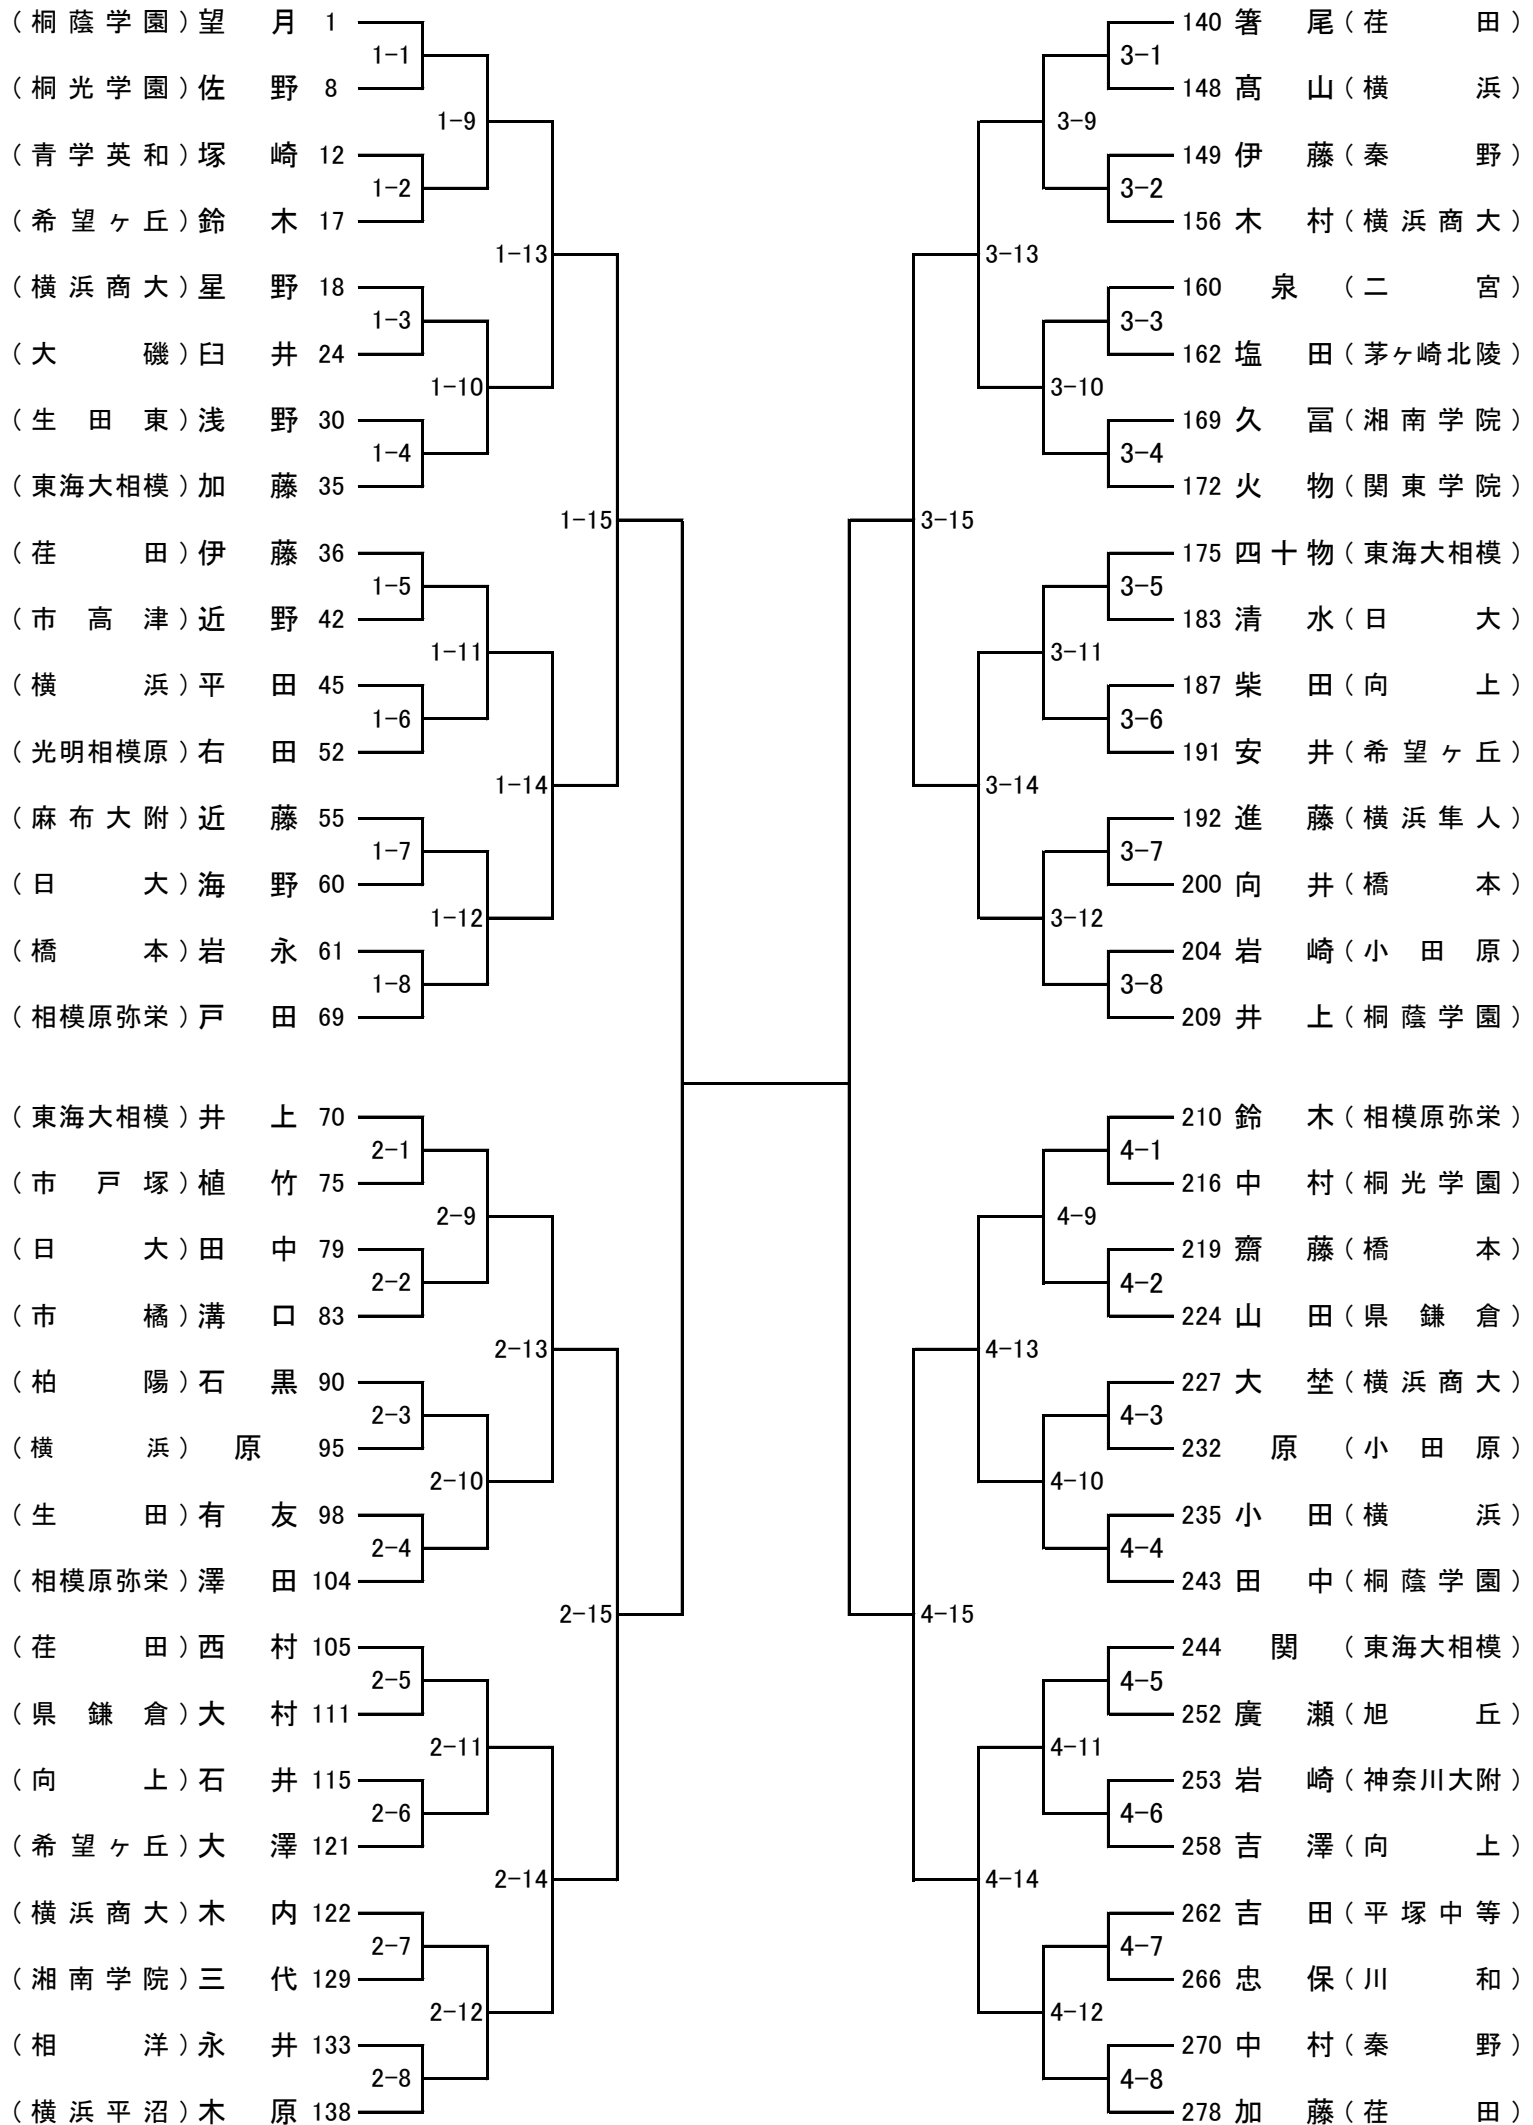 (桐蔭学園)望月 1
1-1
(桐光学園)佐野 8
1-9
(青学英和)塚崎 12
1-2
(希望ヶ丘)鈴木 17
1-13
(横浜商大)星野 18
1-3
(大磯)臼井 24
1-10
(生田東)浅野 30
1-4
(東海大相模)加藤 35
1-15
(荏田)伊藤 36
1-5
(市高津)近野 42
1-11
(横浜)平田 45
1-6
(光明相模原)右田 52
1-14
(麻布大附)近藤 55
1-7
(日大)海野 60
1-12
(橋本)岩永 61
1-8
(相模原弥栄)戸田 69
(東海大相模)井上 70
2-1
(市戸塚)植竹 75
2-9
(日大)田中 79
2-2
(市橘)溝口 83
2-13
(柏陽)石黒 90
2-3
(横浜)原 95
2-10
(生田)有友 98
2-4
(相模原弥栄)澤田 104
2-15
(荏田)西村 105
2-5
(県鎌倉)大村 111
2-11
(向上)石井 115
2-6
(希望ヶ丘)大澤 121
2-14
(横浜商大)木内 122
2-7
(湘南学院)三代 129
2-12
(相洋)永井 133
2-8
(横浜平沼)木原 138
140 箸尾(荏田)
3-1
148 髙山(横浜)
3-9
149 伊藤(秦野)
3-2
156 木村(横浜商大)
3-13
160 泉(二宮)
3-3
162 塩田(茅ヶ崎北陵)
3-10
169 久冨(湘南学院)
3-4
172 火物(関東学院)
3-15
175 四十物(東海大相模)
3-5
183 清水(日大)
3-11
187 柴田(向上)
3-6
191 安井(希望ヶ丘)
3-14
192 進藤(横浜隼人)
3-7
200 向井(橋本)
3-12
204 岩崎(小田原)
3-8
209 井上(桐蔭学園)
210 鈴木(相模原弥栄)
4-1
216 中村(桐光学園)
4-9
219 齋藤(橋本)
4-2
224 山田(県鎌倉)
4-13
227 大埜(横浜商大)
4-3
232 原(小田原)
4-10
235 小田(横浜)
4-4
243 田中(桐蔭学園)
4-15
244 関(東海大相模)
4-5
252 廣瀬(旭丘)
4-11
253 岩崎(神奈川大附)
4-6
258 吉澤(向上)
4-14
262 吉田(平塚中等)
4-7
266 忠保(川和)
4-12
270 中村(秦野)
4-8
278 加藤(荏田)